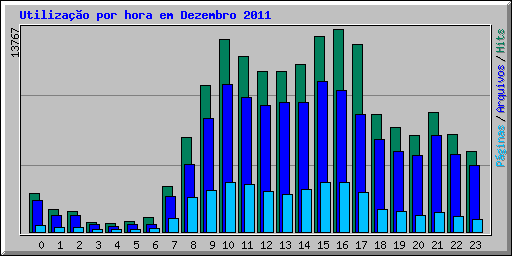 Utilização por hora em Dezembro 2011
13767
Páginas / Arquivos / Hits
0 1 2 3 4 5 6 7 8 9 10 11 12 13 14 15 16 17 18 19 20 21 22 23